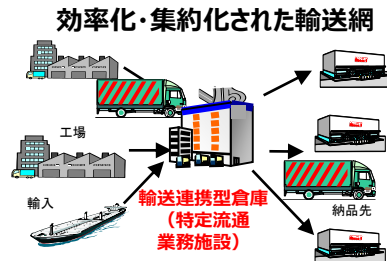 効率化・集約化された輸送網
工場
輸入
輸送連携型倉庫
（特定流通
業務施設）
納品先